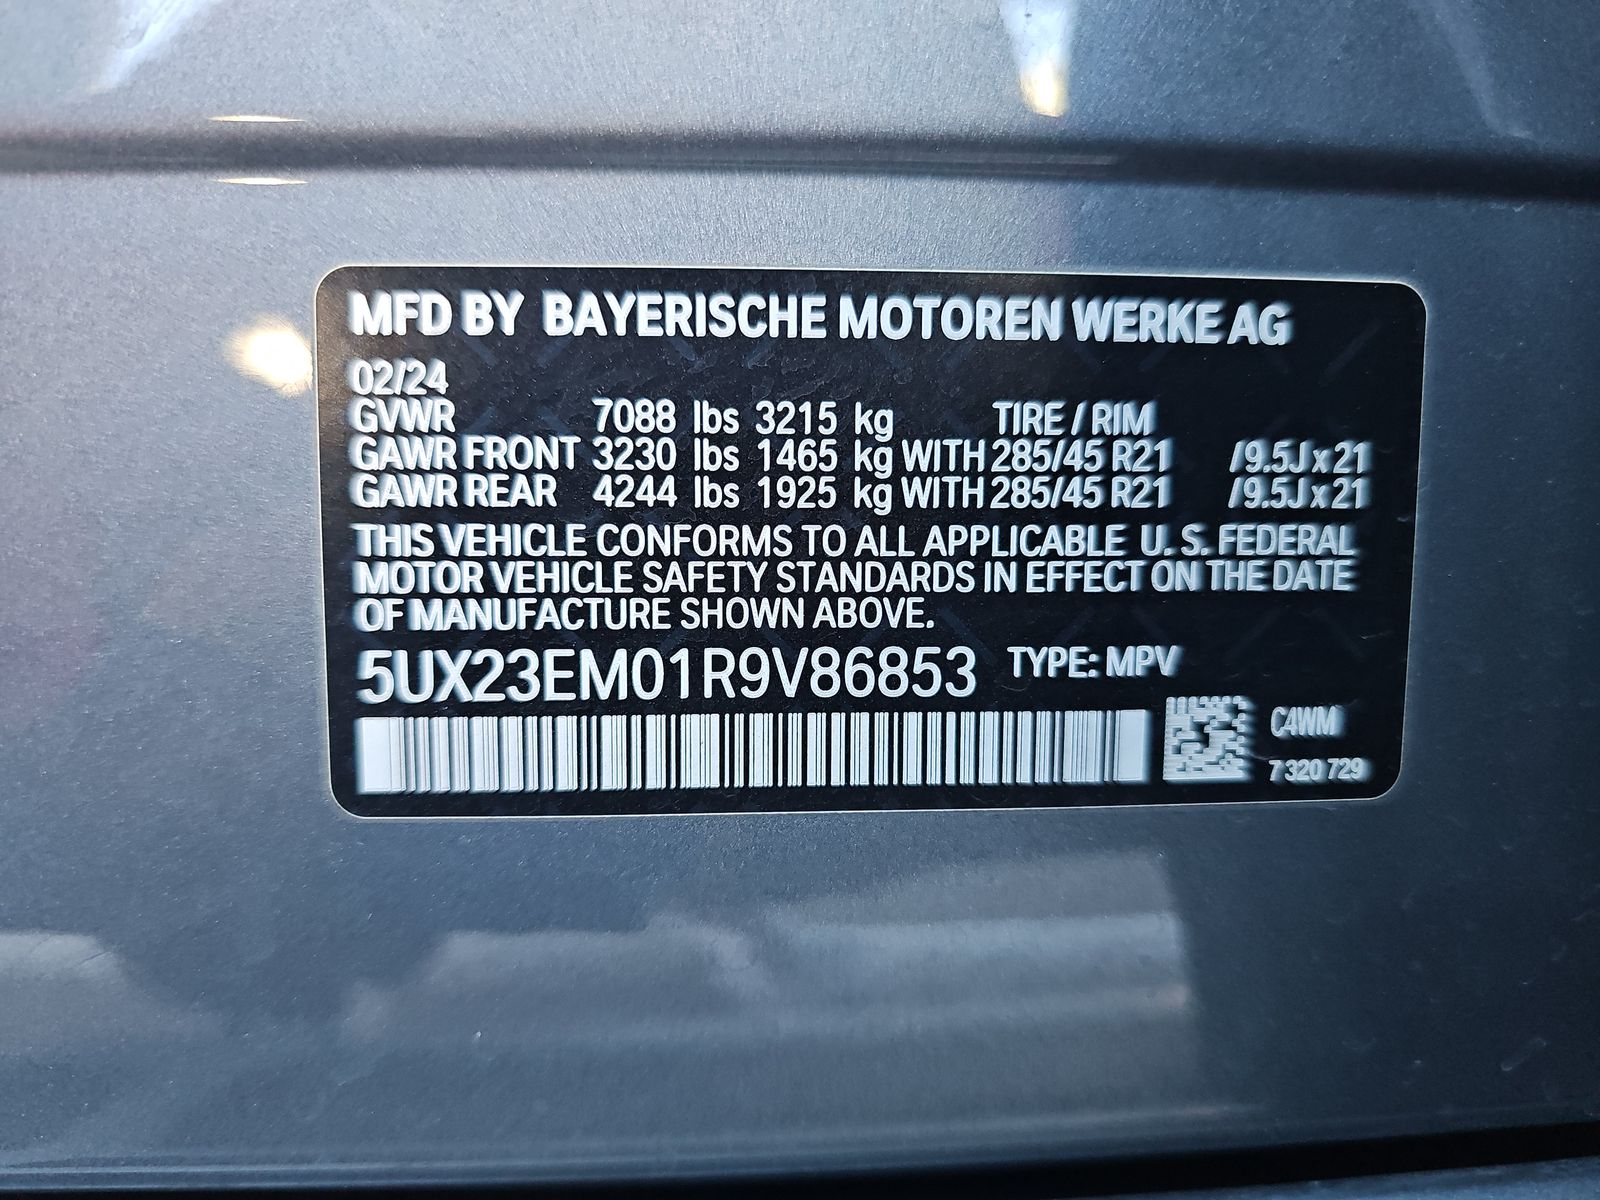 MFD BY BAYERISCHE MOTOREN WERKE AG
02/24
GVWR 7088 lbs 3215 kg TIRE / RIM
GAWR FRONT 3230 lbs 1465 kg WITH 285/45 R21 /9.5J x 21
GAWR REAR 4244 lbs 1925 kg WITH 285/45 R21 /9.5J x 21
THIS VEHICLE CONFORMS TO ALL APPLICABLE U. S. FEDERAL
MOTOR VEHICLE SAFETY STANDARDS IN EFFECT ON THE DATE
OF MANUFACTURE SHOWN ABOVE.
5UX23EM01R9V86853 TYPE: MPV
C4WM
7 320 729